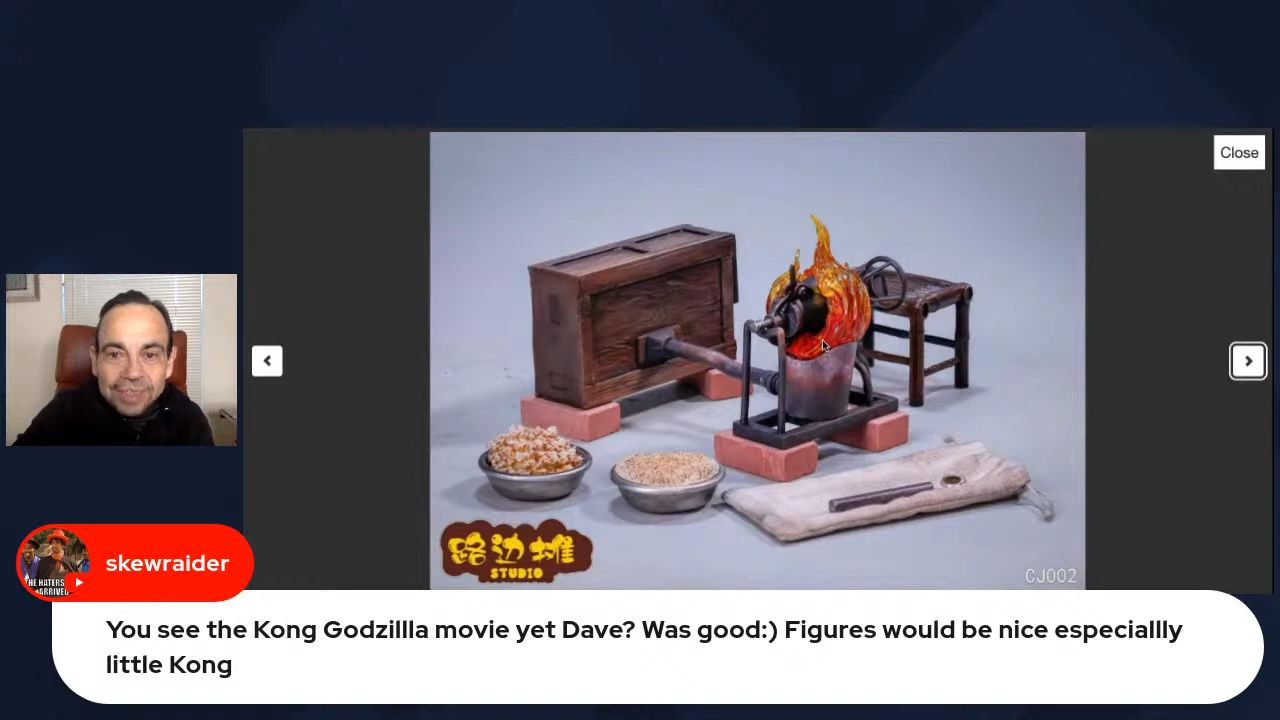 Close
路边摊
STUDIO
CJ002
skewraider
You see the Kong Godzillla movie yet Dave? Was good:) Figures would be nice especiallly
little Kong